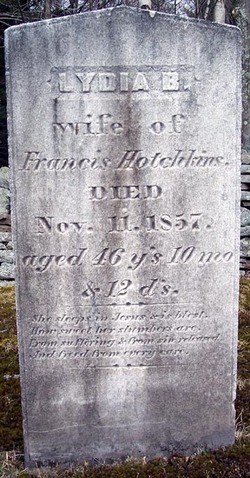 LYDIA B.
wife of
Francis Hotchkins.
DIED
Nov. 11. 1857.
aged 46 y's 10 mo
& 12 d's.
She sleeps in Jesus & is blest.
How sweet her slumbers are.
From suffering & from sin released.
And freed from every care.